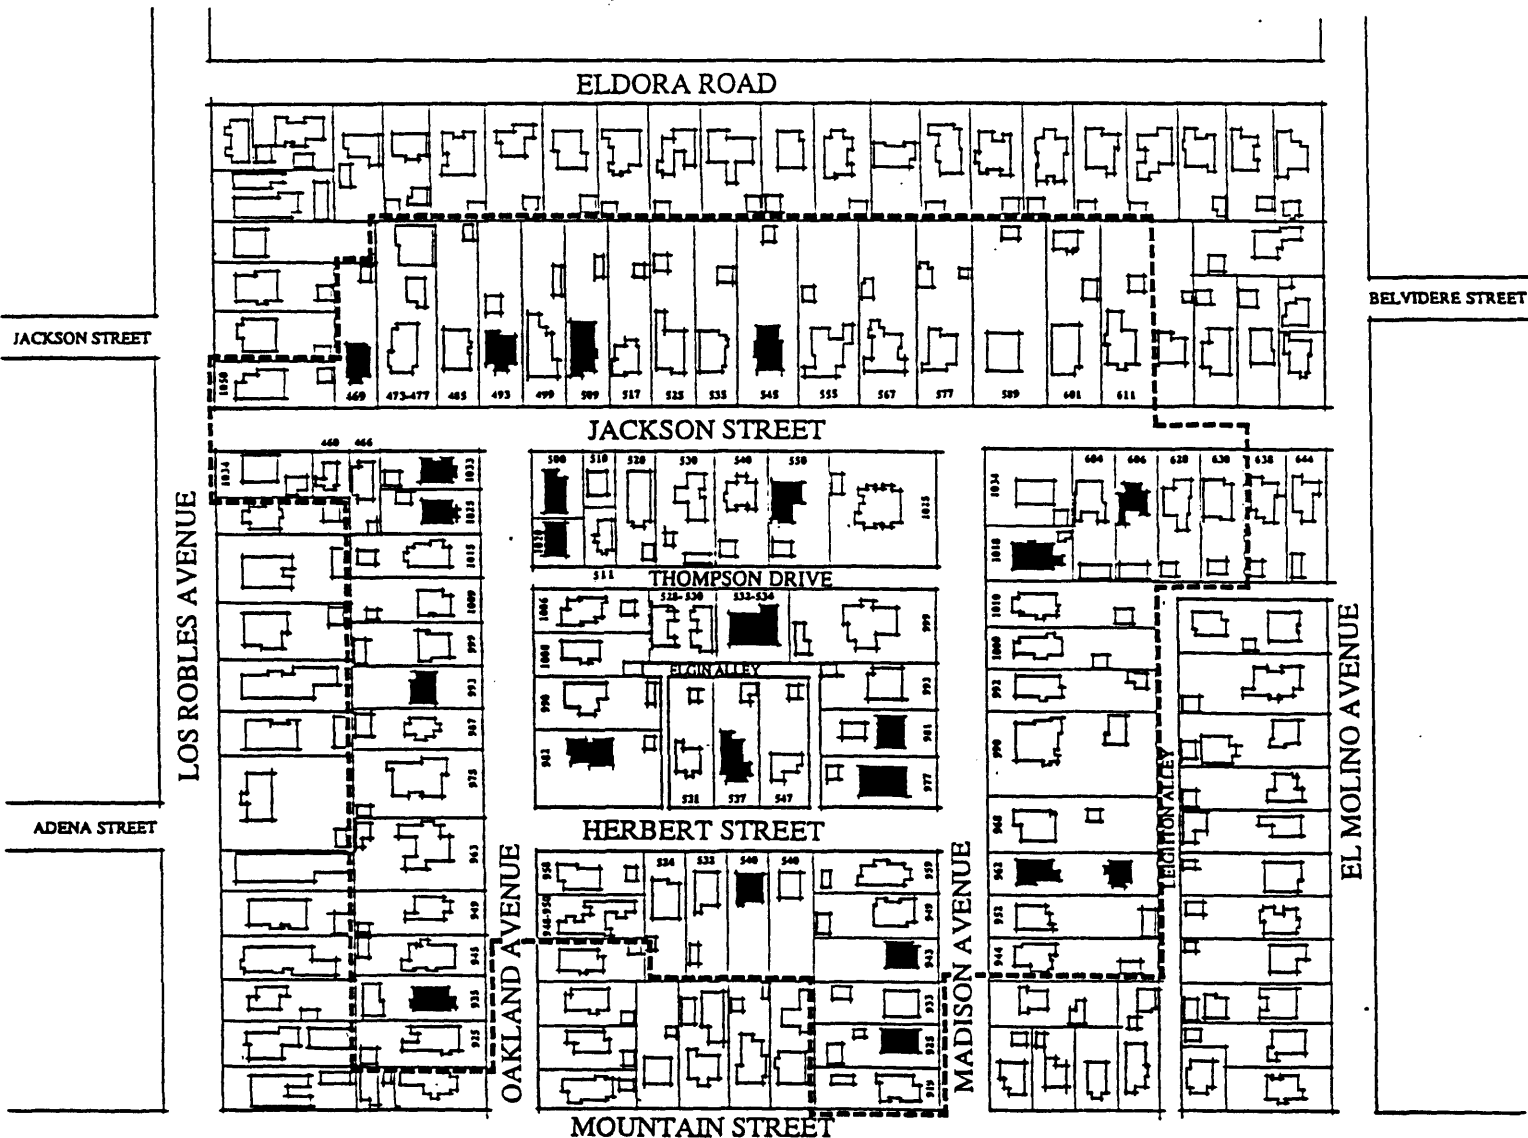 ELDORA ROAD
BELVIDERE STREET
JACKSON STREET
1050
469 473-477 485 493 499 509 517 525 535 545 555 567 577 589 601 611
JACKSON STREET
460 466
1034
1033
500 510 520 530 540 550
1025
604 606 620 630 638 644
1034
1025
1020
1018
LOS ROBLES AVENUE
1015
511
THOMPSON DRIVE
1009
1006
528-530 532-534
999
1010
999
1000
1000
ELGIN ALLEY
993
990
993
992
EL MOLINO AVENUE
987
982
981
990
975
977
LEIGHTON ALLEY
531 537 547
ADENA STREET
HERBERT STREET
968
963
958
524 532 540 540
959
962
949
948-950
949
952
OAKLAND AVENUE
MADISON AVENUE
945
943
944
935
933
925
925
919
MOUNTAIN STREET